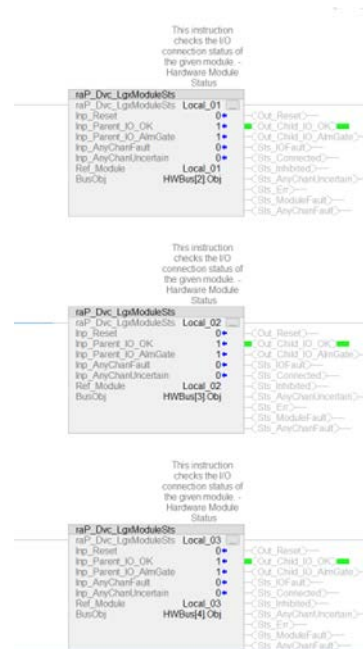 This instruction
checks the I/O
connection status of
the given module. -
Hardware Module
Status
raP_Dvc_LgxModuleSts
raP_Dvc_LgxModuleSts Local_01 ...
Inp_Reset 0
Inp_Parent_IO_OK 1
Inp_Parent_IO_AlmGate 1
Inp_AnyChanFault 0
Inp_AnyChanUncertain 0
Ref_Module Local_01
BusObj HWBus[2].Obj
Out_Reset
Out_Child_IO_OK
Out_Child_IO_AlmGate
Sts_IOFault
Sts_Connected
Sts_Inhibited
Sts_AnyChanUncertain
Sts_Err
Sts_ModuleFault
Sts_AnyChanFault
This instruction
checks the I/O
connection status of
the given module. -
Hardware Module
Status
raP_Dvc_LgxModuleSts
raP_Dvc_LgxModuleSts Local_02 ...
Inp_Reset 0
Inp_Parent_IO_OK 1
Inp_Parent_IO_AlmGate 1
Inp_AnyChanFault 0
Inp_AnyChanUncertain 0
Ref_Module Local_02
BusObj HWBus[3].Obj
Out_Reset
Out_Child_IO_OK
Out_Child_IO_AlmGate
Sts_IOFault
Sts_Connected
Sts_Inhibited
Sts_AnyChanUncertain
Sts_Err
Sts_ModuleFault
Sts_AnyChanFault
This instruction
checks the I/O
connection status of
the given module. -
Hardware Module
Status
raP_Dvc_LgxModuleSts
raP_Dvc_LgxModuleSts Local_03 ...
Inp_Reset 0
Inp_Parent_IO_OK 1
Inp_Parent_IO_AlmGate 1
Inp_AnyChanFault 0
Inp_AnyChanUncertain 0
Ref_Module Local_03
BusObj HWBus[4].Obj
Out_Reset
Out_Child_IO_OK
Out_Child_IO_AlmGate
Sts_IOFault
Sts_Connected
Sts_Inhibited
Sts_AnyChanUncertain
Sts_Err
Sts_ModuleFault
Sts_AnyChanFault